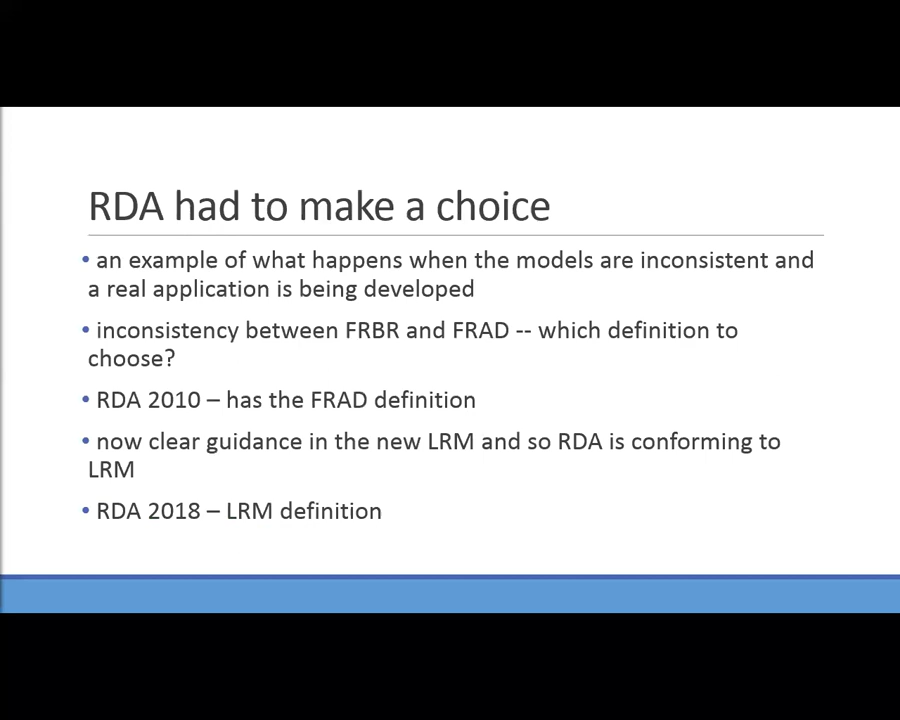 RDA had to make a choice
• an example of what happens when the models are inconsistent and
a real application is being developed
• inconsistency between FRBR and FRAD -- which definition to
choose?
• RDA 2010 – has the FRAD definition
• now clear guidance in the new LRM and so RDA is conforming to
LRM
• RDA 2018 – LRM definition